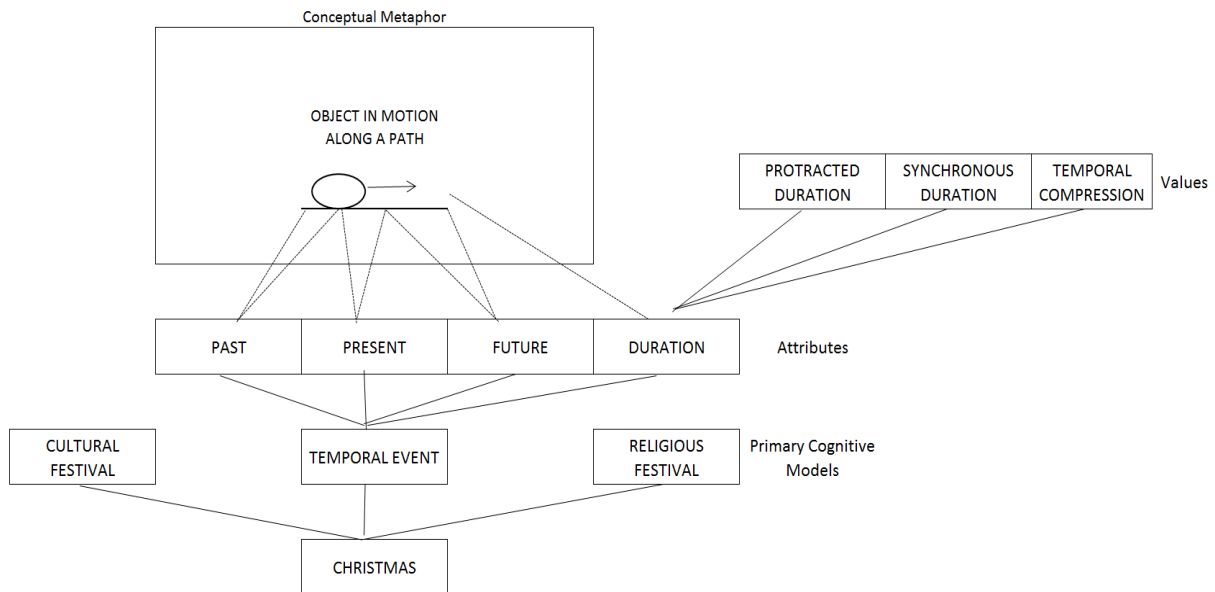 Conceptual Metaphor
OBJECT IN MOTION
ALONG A PATH
PROTRACTED
DURATION
SYNCHRONOUS
DURATION
TEMPORAL
COMPRESSION
Values
PAST
PRESENT
FUTURE
DURATION
Attributes
CULTURAL
FESTIVAL
TEMPORAL EVENT
RELIGIOUS
FESTIVAL
Primary Cognitive
Models
CHRISTMAS